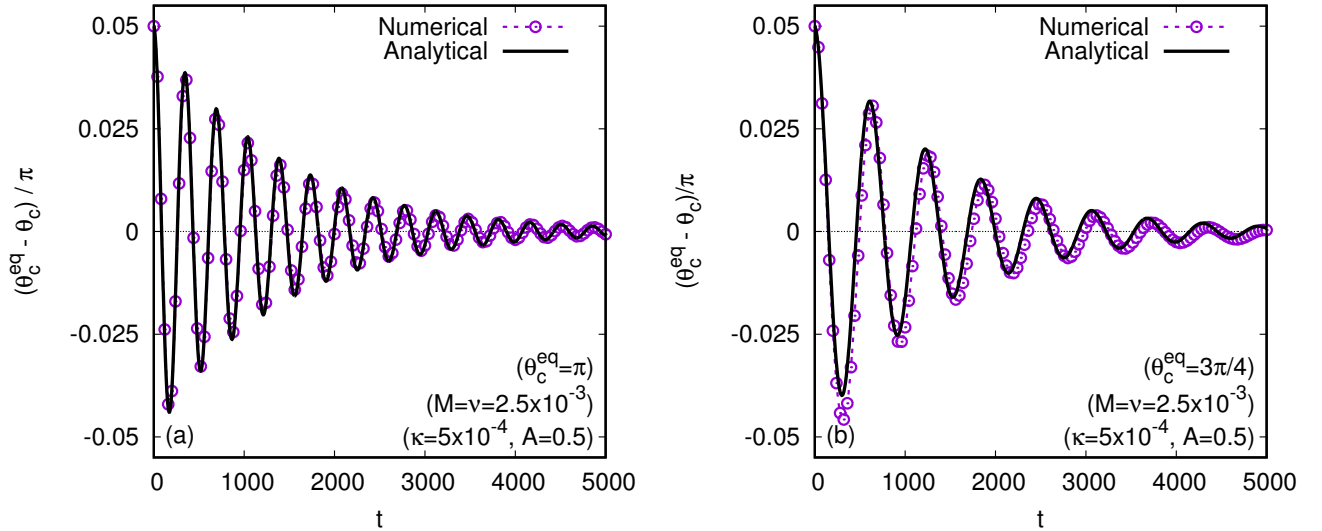 0.05
0.025
0
-0.025
-0.05
(θ_c^eq - θ_c) / π
Numerical
Analytical
(θ_c^eq=π)
(M=ν=2.5x10^-3)
(κ=5x10^-4, A=0.5)
(a)
0 1000 2000 3000 4000 5000
t
0.05
0.025
0
-0.025
-0.05
(θ_c^eq - θ_c)/π
Numerical
Analytical
(θ_c^eq=3π/4)
(M=ν=2.5x10^-3)
(κ=5x10^-4, A=0.5)
(b)
0 1000 2000 3000 4000 5000
t